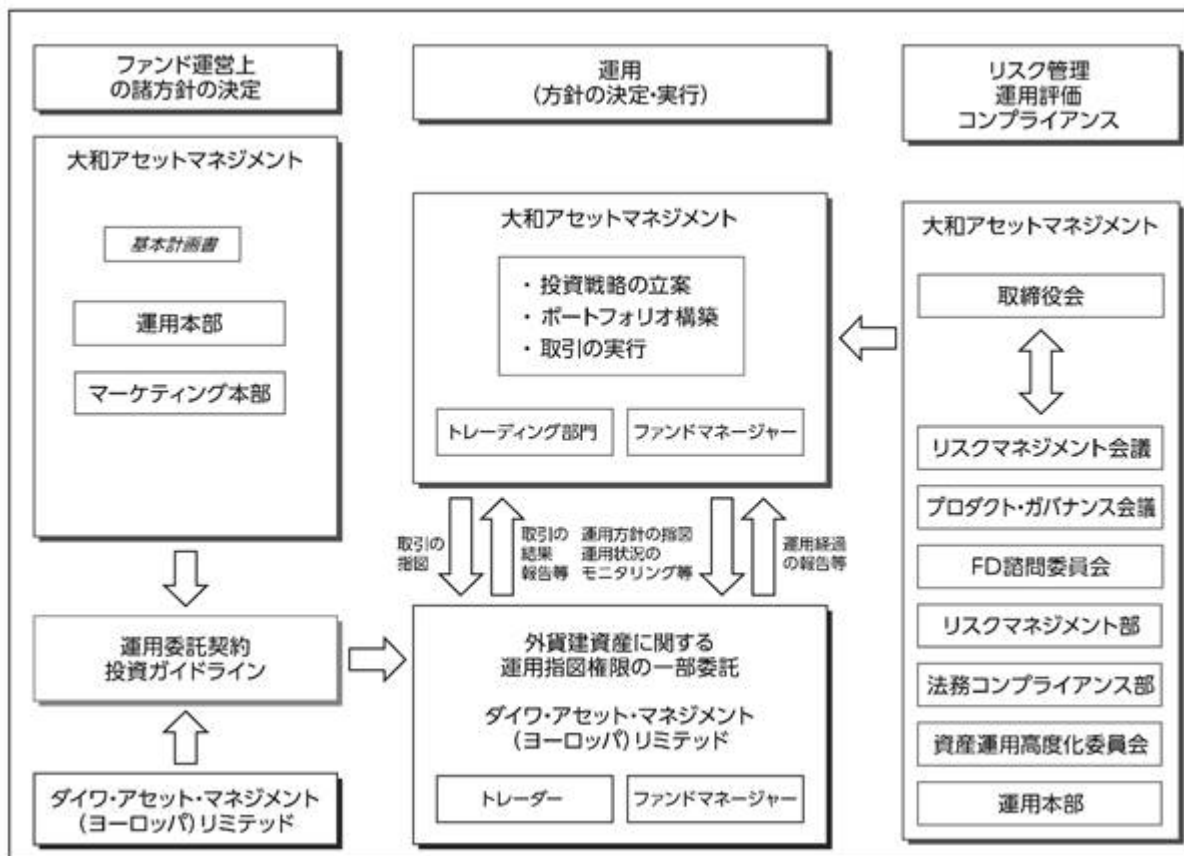 ファンド運営上
の諸方針の決定
大和アセットマネジメント
基本計画書
運用本部
マーケティング本部
運用委託契約
投資ガイドライン
ダイワ・アセット・マネジメント
(ヨーロッパ)リミテッド
運用
(方針の決定・実行)
大和アセットマネジメント
・投資戦略の立案
・ポートフォリオ構築
・取引の実行
トレーディング部門
ファンドマネージャー
取引の
指図
取引の
結果
報告等
運用方針の指図
運用状況の
モニタリング等
運用経過
の報告等
外貨建資産に関する
運用指図権限の一部委託
ダイワ・アセット・マネジメント
(ヨーロッパ)リミテッド
トレーダー
ファンドマネージャー
リスク管理
運用評価
コンプライアンス
大和アセットマネジメント
取締役会
リスクマネジメント会議
プロダクト・ガバナンス会議
FD諮問委員会
リスクマネジメント部
法務コンプライアンス部
資産運用高度化委員会
運用本部